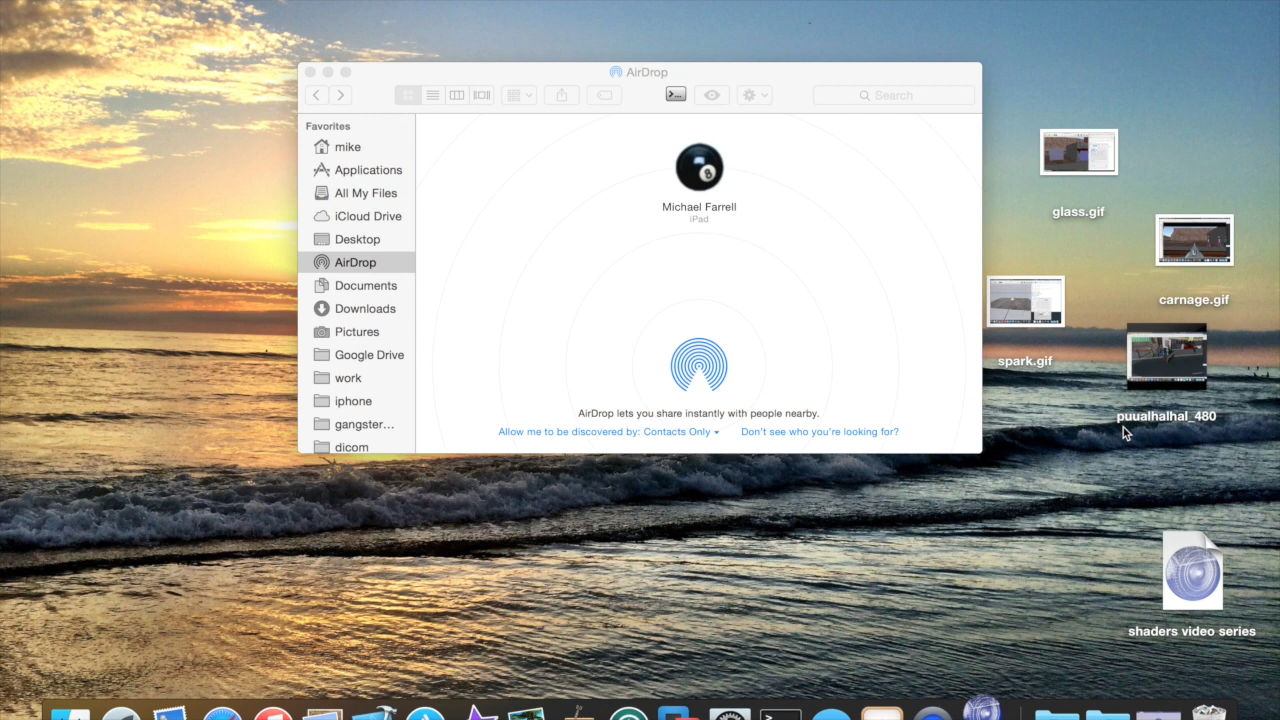 AirDrop
Search
Favorites
mike
Applications
All My Files
iCloud Drive
Desktop
AirDrop
Documents
Downloads
Pictures
Google Drive
work
iphone
gangster…
dicom
8
Michael Farrell
iPad
AirDrop lets you share instantly with people nearby.
Allow me to be discovered by: Contacts Only
Don't see who you're looking for?
glass.gif
carnage.gif
spark.gif
puualhalhal_480
shaders video series